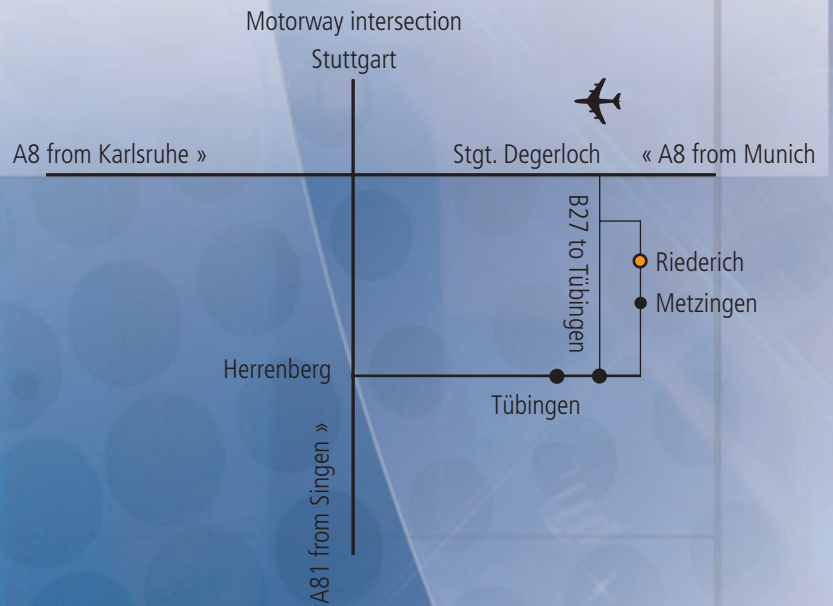 Motorway intersection
Stuttgart
A8 from Karlsruhe »
Stgt. Degerloch
« A8 from Munich
B27 to Tübingen
Riederich
Metzingen
Herrenberg
Tübingen
A81 from Singen »